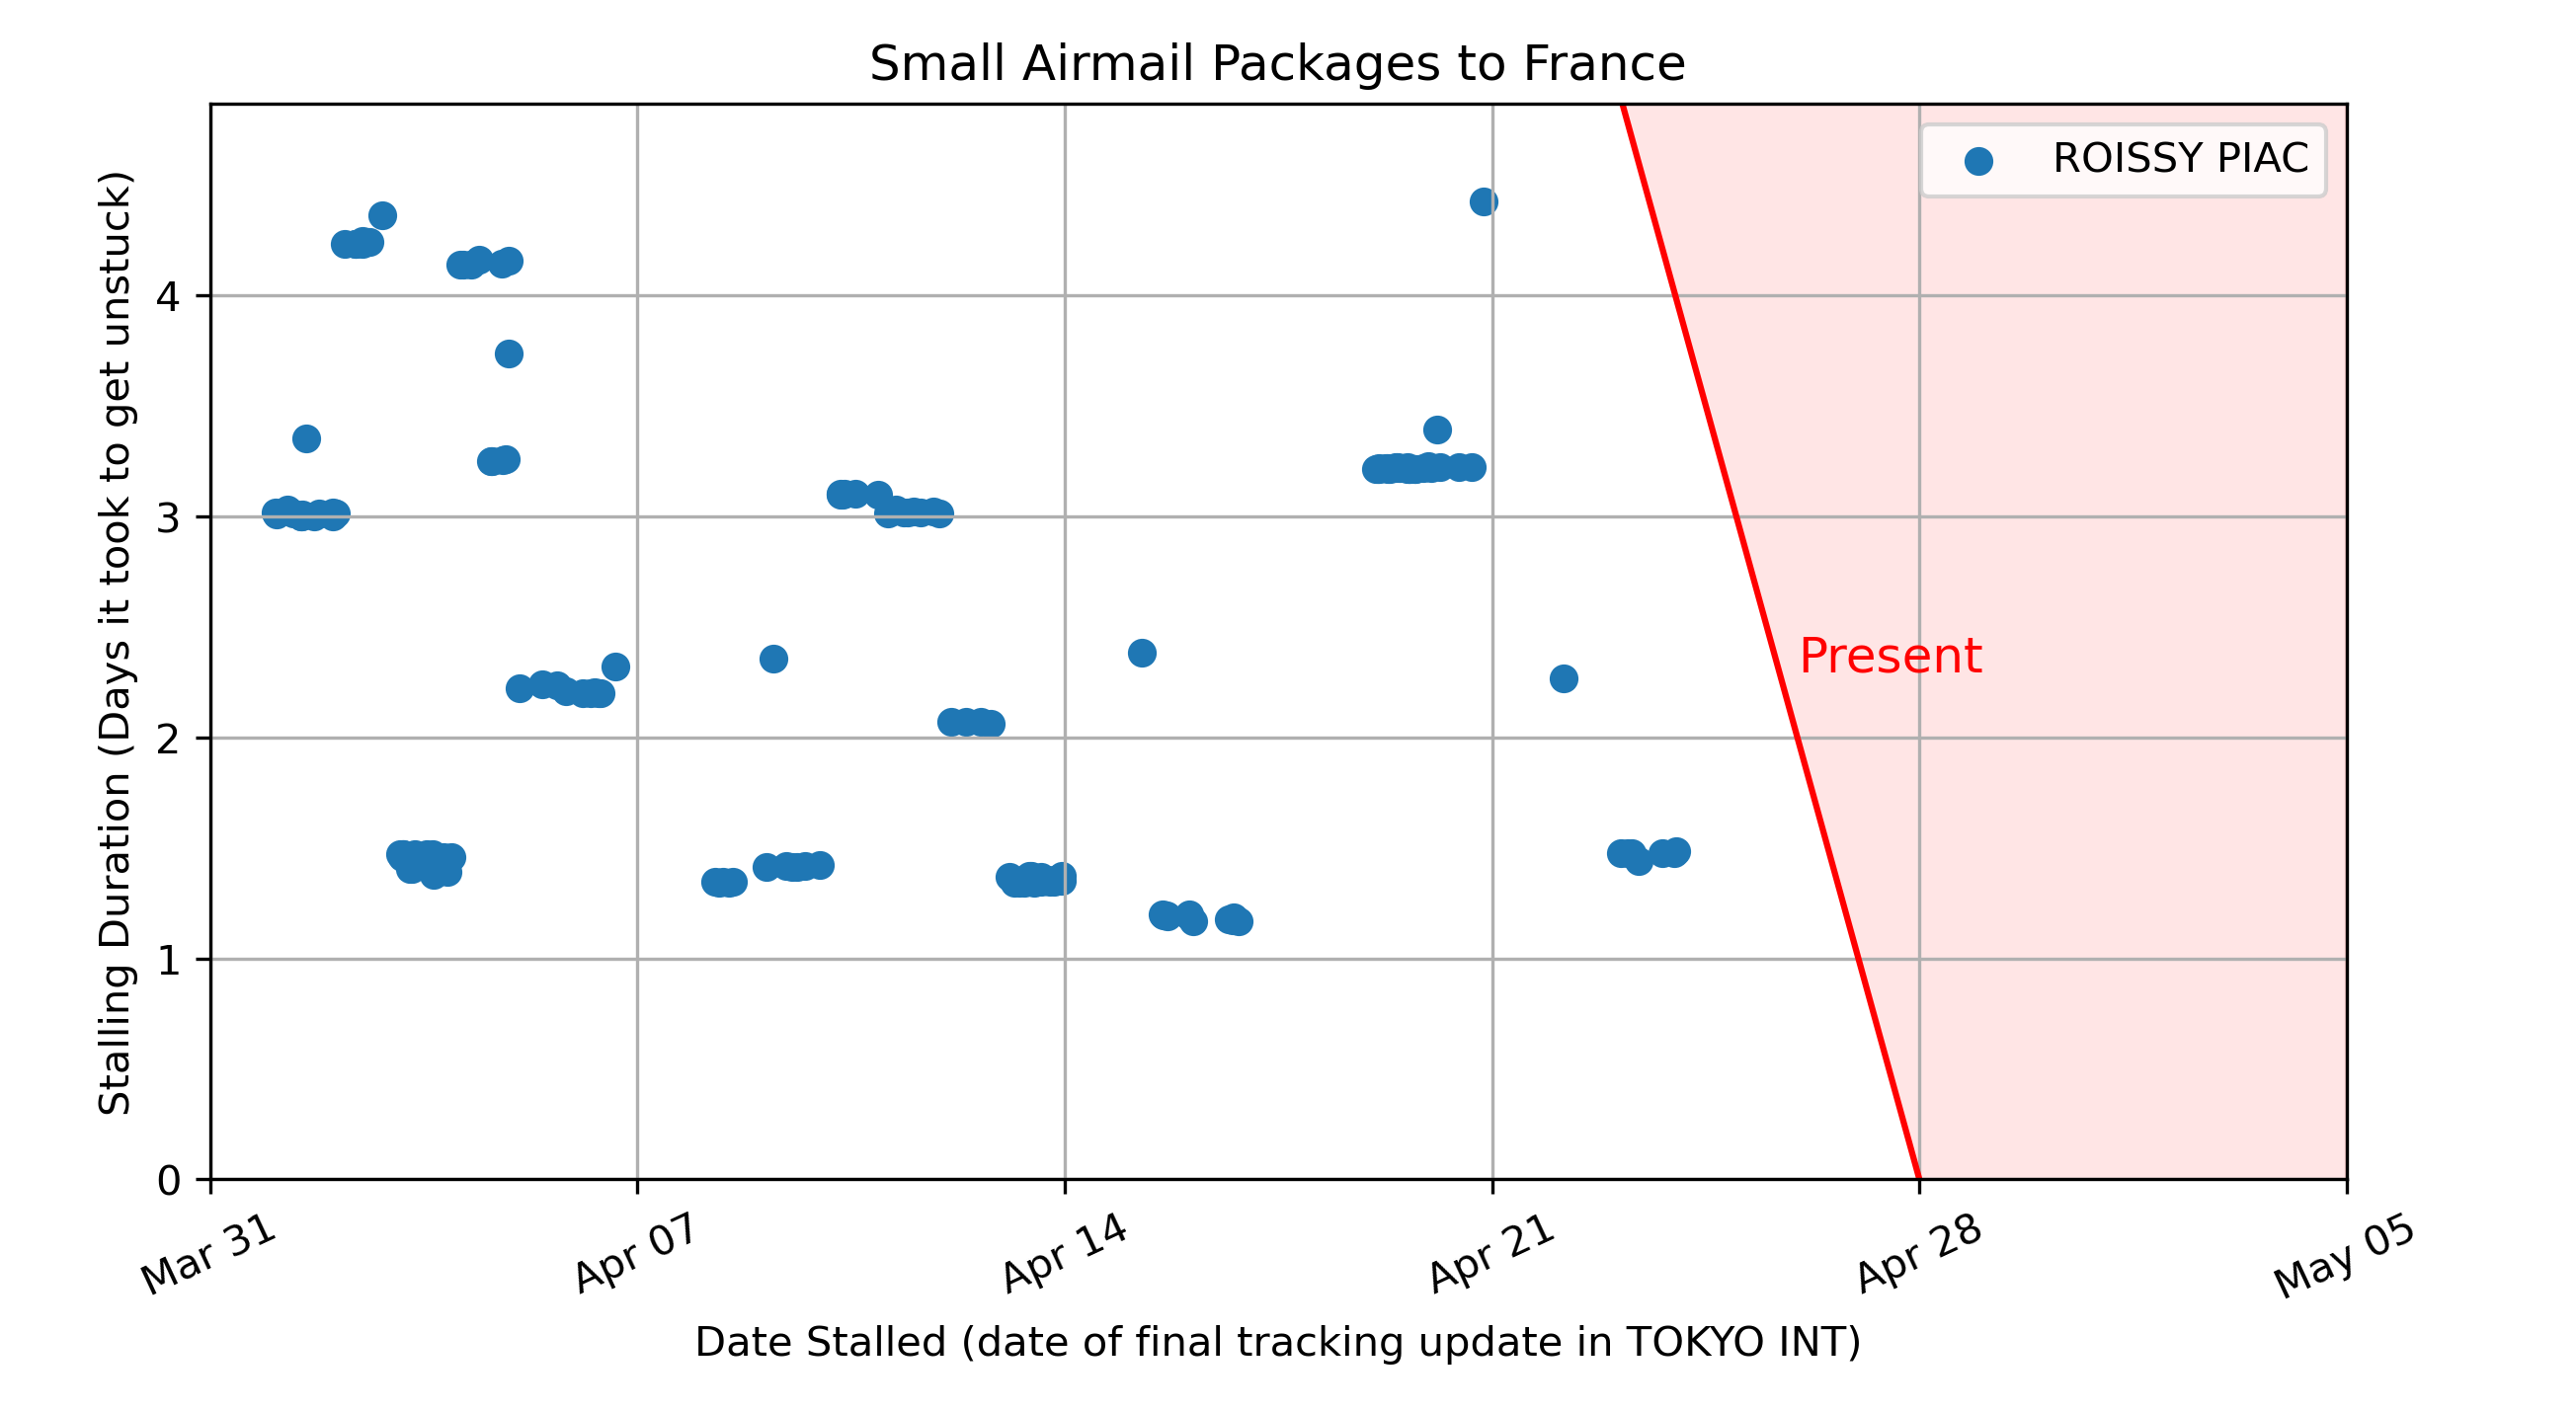 Small Airmail Packages to France
Stalling Duration (Days it took to get unstuck)
4
3
2
1
0
ROISSY PIAC
Present
Mar 31
Apr 07
Apr 14
Apr 21
Apr 28
May 05
Date Stalled (date of final tracking update in TOKYO INT)